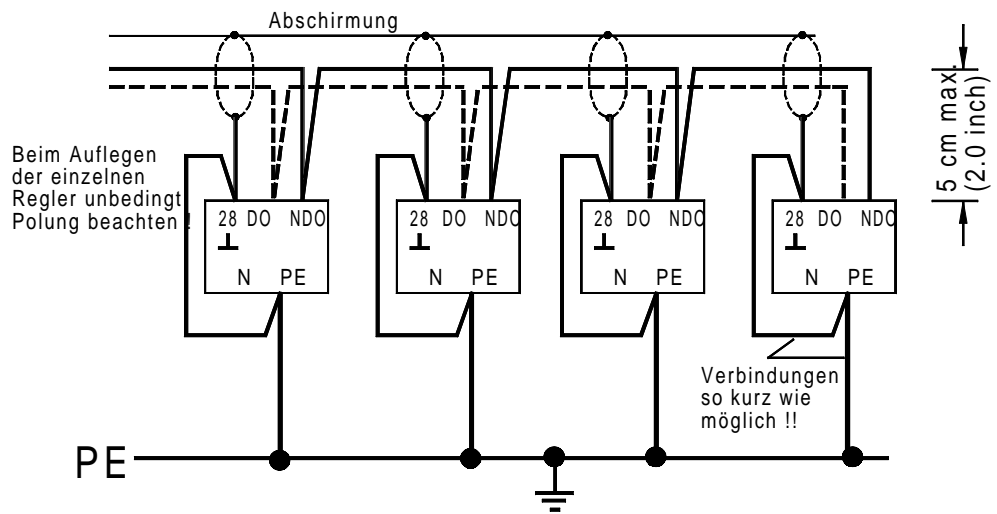 Abschirmung
5 cm max.
(2.0 inch)
Beim Auflegen
der einzelnen
Regler unbedingt
Polung beachten !
28 DO NDO
N PE
28 DO NDO
N PE
28 DO NDO
N PE
28 DO NDO
N PE
Verbindungen
so kurz wie
möglich !!
PE